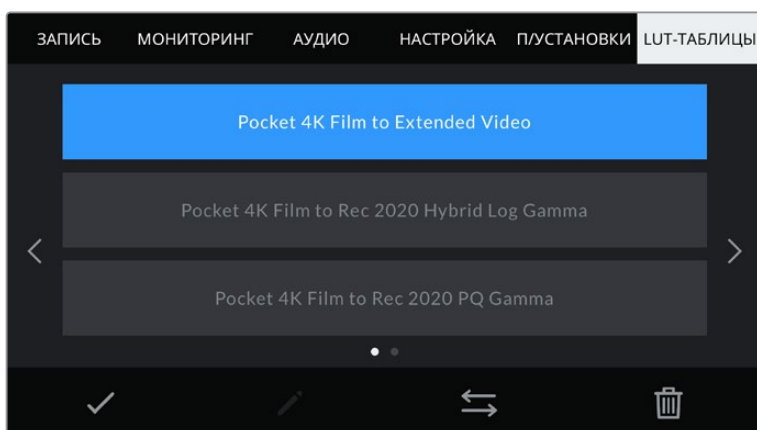 ЗАПИСЬ МОНИТОРИНГ АУДИО НАСТРОЙКА П/УСТАНОВКИ LUT-ТАБЛИЦЫ
Pocket 4K Film to Extended Video
Pocket 4K Film to Rec 2020 Hybrid Log Gamma
Pocket 4K Film to Rec 2020 PQ Gamma